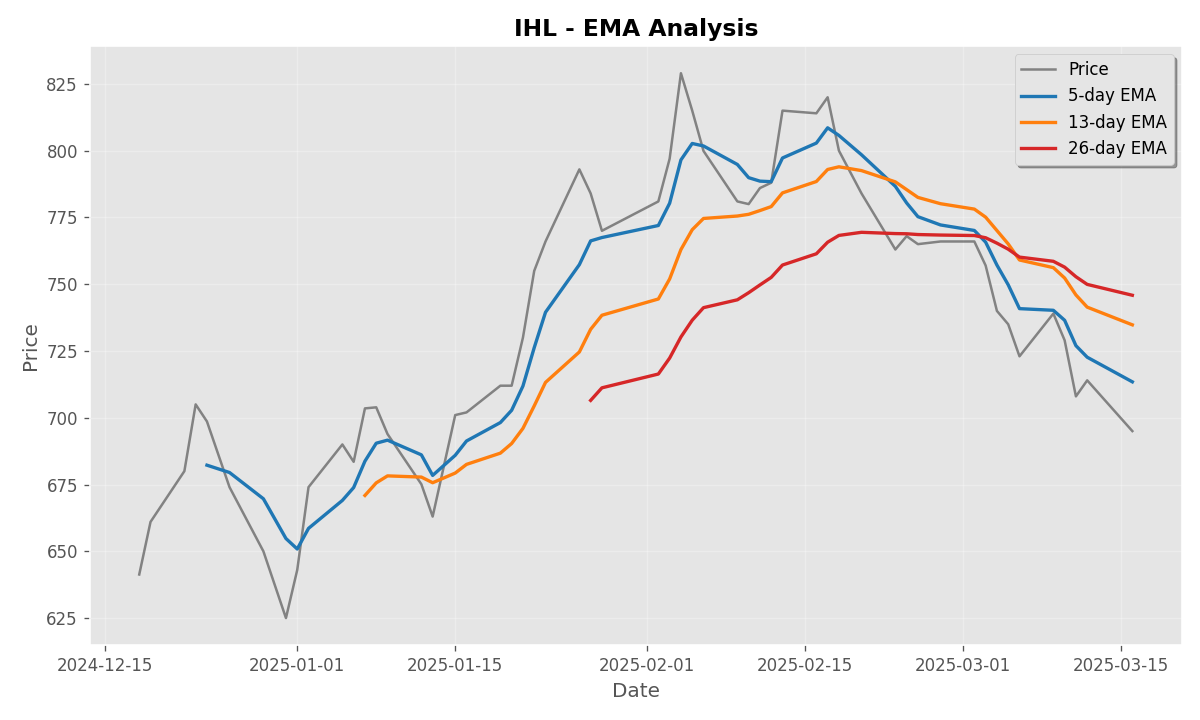 IHL - EMA Analysis
Price
5-day EMA
13-day EMA
26-day EMA
825
800
775
750
725
700
675
650
625
Price
2024-12-15
2025-01-01
2025-01-15
2025-02-01
2025-02-15
2025-03-01
2025-03-15
Date